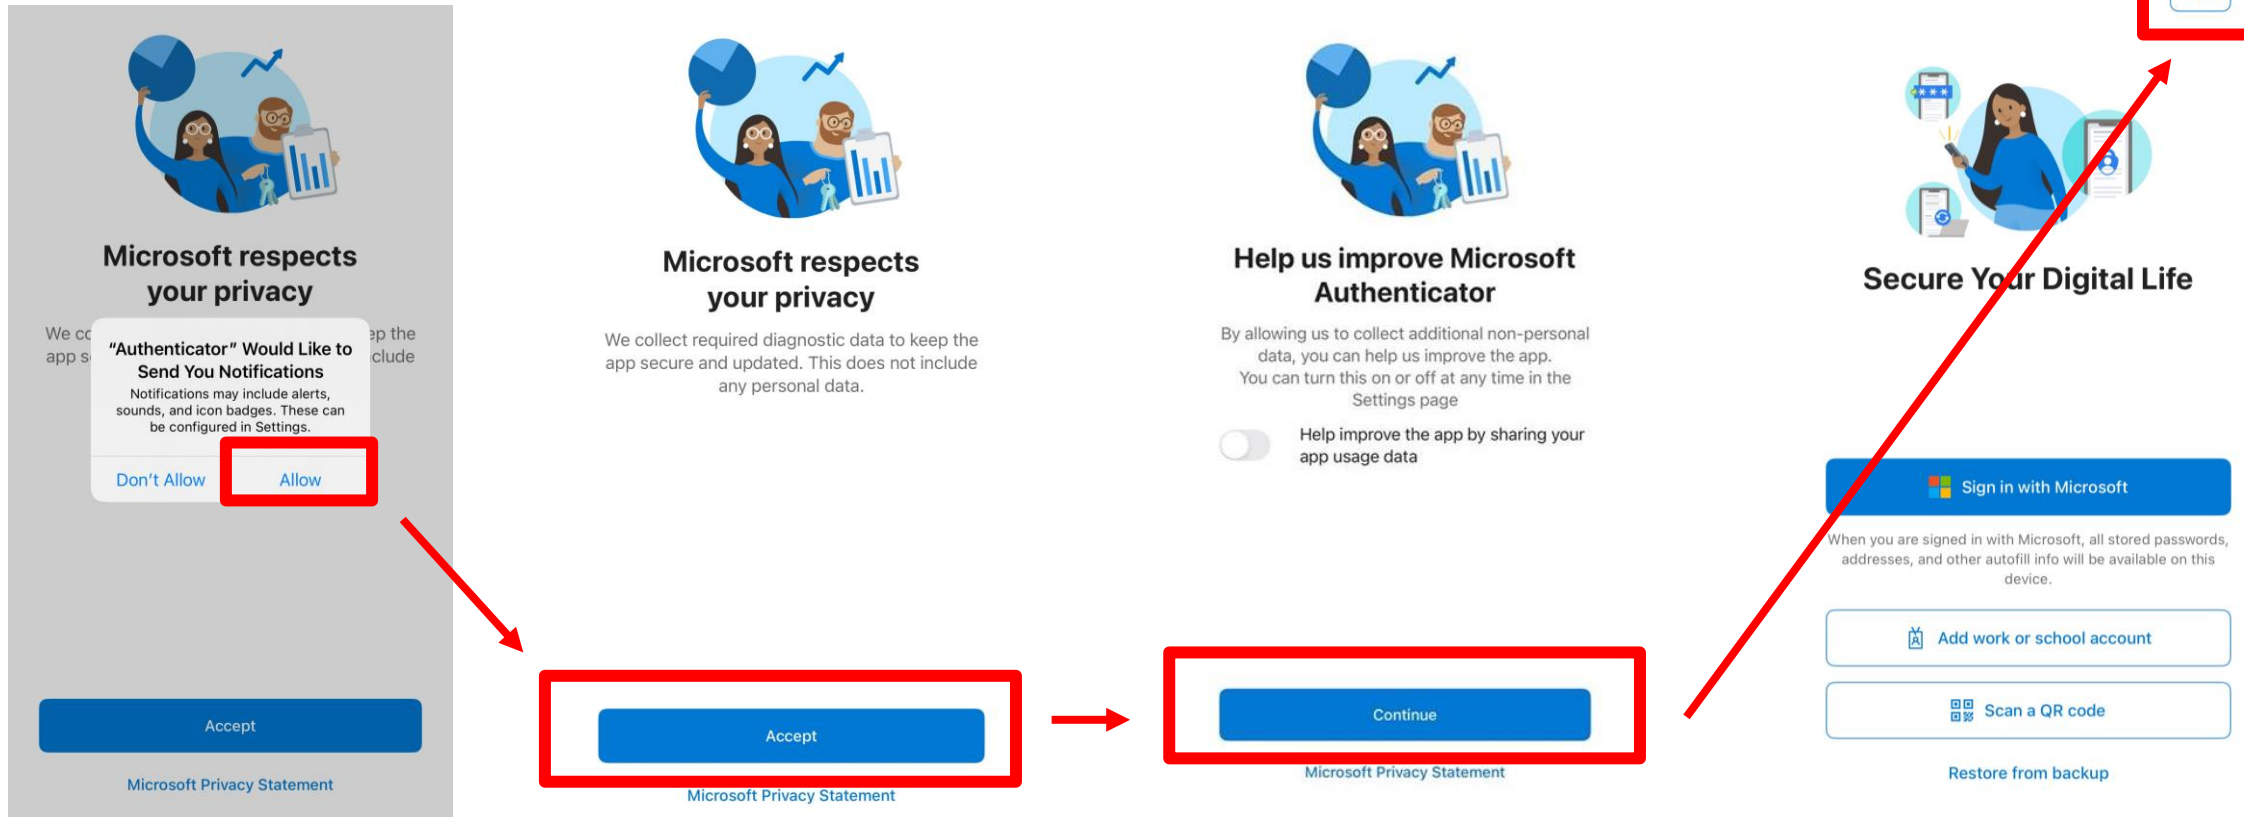 Microsoft respects
your privacy
We co
ep the
app s
clude
“Authenticator” Would Like to
Send You Notifications
Notifications may include alerts,
sounds, and icon badges. These can
be configured in Settings.
Don’t Allow
Allow
Accept
Microsoft Privacy Statement
Microsoft respects
your privacy
We collect required diagnostic data to keep the
app secure and updated. This does not include
any personal data.
Accept
Microsoft Privacy Statement
Help us improve Microsoft
Authenticator
By allowing us to collect additional non-personal
data, you can help us improve the app.
You can turn this on or off at any time in the
Settings page
Help improve the app by sharing your
app usage data
Continue
Microsoft Privacy Statement
Secure Your Digital Life
Sign in with Microsoft
When you are signed in with Microsoft, all stored passwords,
addresses, and other autofill info will be available on this
device.
Add work or school account
Scan a QR code
Restore from backup